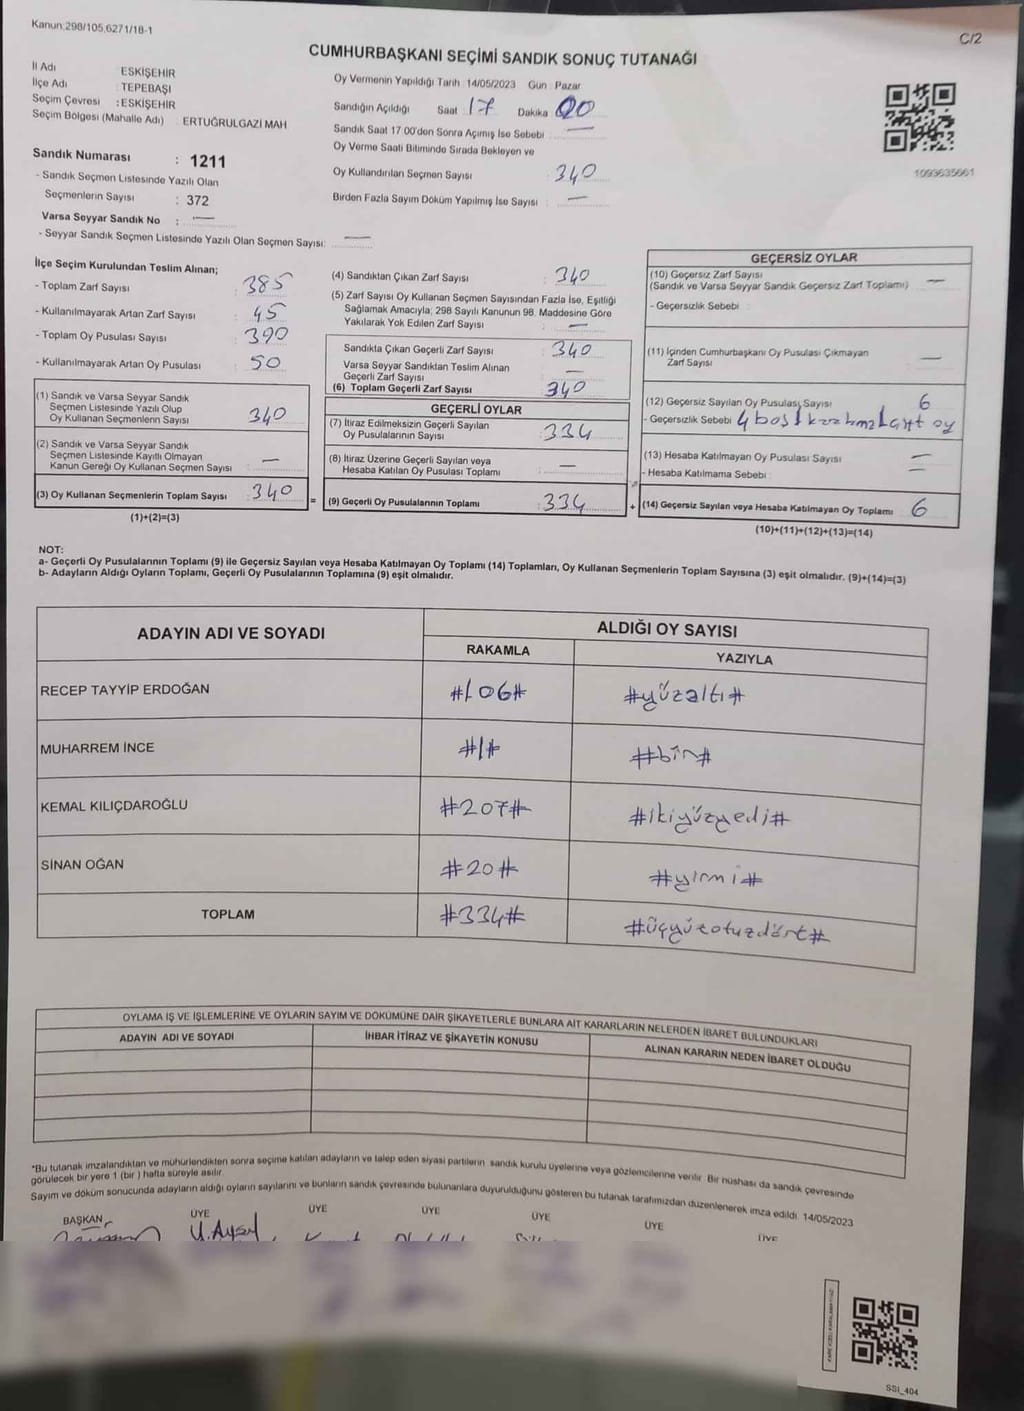 Kanun:298/105,6271/18-1
C/2
CUMHURBAŞKANI SEÇİMİ SANDIK SONUÇ TUTANAĞI
İl Adı : ESKİŞEHİR
İlçe Adı : TEPEBAŞI
Seçim Çevresi : ESKİŞEHİR
Seçim Bölgesi (Mahalle Adı) : ERTUĞRULGAZİ MAH
Sandık Numarası : 1211
- Sandık Seçmen Listesinde Yazılı Olan
Seçmenlerin Sayısı : 372
Varsa Seyyar Sandık No : —
- Seyyar Sandık Seçmen Listesinde Yazılı Olan Seçmen Sayısı: —
Oy Vermenin Yapıldığı Tarih : 14/05/2023 Gün : Pazar
Sandığın Açıldığı Saat : 17 Dakika 00
Sandık Saat 17.00'den Sonra Açımış İse Sebebi : —
Oy Verme Saati Bitiminde Sırada Bekleyen ve
Oy Kullandırılan Seçmen Sayısı : 340
Birden Fazla Sayım Döküm Yapılmış İse Sayısı : —
1093635661
İlçe Seçim Kurulundan Teslim Alınan;
- Toplam Zarf Sayısı : 385
- Kullanılmayarak Artan Zarf Sayısı : 45
- Toplam Oy Pusulası Sayısı : 390
- Kullanılmayarak Artan Oy Pusulası : 50
(1) Sandık ve Varsa Seyyar Sandık
Seçmen Listesinde Yazılı Olup
Oy Kullanan Seçmenlerin Sayısı : 340
(2) Sandık ve Varsa Seyyar Sandık
Seçmen Listesinde Kayıtlı Olmayan
Kanun Gereği Oy Kullanan Seçmen Sayısı : —
(3) Oy Kullanan Seçmenlerin Toplam Sayısı : 340
(1)+(2)=(3)
(4) Sandıktan Çıkan Zarf Sayısı : 340
(5) Zarf Sayısı Oy Kullanan Seçmen Sayısından Fazla İse, Eşitliği
Sağlamak Amacıyla; 298 Sayılı Kanunun 98. Maddesine Göre
Yakılarak Yok Edilen Zarf Sayısı : —
Sandıkta Çıkan Geçerli Zarf Sayısı : 340
Varsa Seyyar Sandıktan Teslim Alınan
Geçerli Zarf Sayısı : —
(6) Toplam Geçerli Zarf Sayısı : 340
GEÇERLİ OYLAR
(7) İtiraz Edilmeksizin Geçerli Sayılan
Oy Pusulalarının Sayısı : 334
(8) İtiraz Üzerine Geçerli Sayılan veya
Hesaba Katılan Oy Pusulası Toplamı : —
= (9) Geçerli Oy Pusulalarının Toplamı : 334
GEÇERSİZ OYLAR
(10) Geçersiz Zarf Sayısı
(Sandık ve Varsa Seyyar Sandık Geçersiz Zarf Toplamı) : —
- Geçersizlik Sebebi :
(11) İçinden Cumhurbaşkanı Oy Pusulası Çıkmayan
Zarf Sayısı : —
(12) Geçersiz Sayılan Oy Pusulası Sayısı : 6
- Geçersizlik Sebebi : 4 boş 1 1 çift oy
(13) Hesaba Katılmayan Oy Pusulası Sayısı : —
- Hesaba Katılmama Sebebi : —
+ (14) Geçersiz Sayılan veya Hesaba Katılmayan Oy Toplamı : 6
(10)+(11)+(12)+(13)=(14)
NOT:
a- Geçerli Oy Pusulalarının Toplamı (9) ile Geçersiz Sayılan veya Hesaba Katılmayan Oy Toplamı (14) Toplamları, Oy Kullanan Seçmenlerin Toplam Sayısına (3) eşit olmalıdır. (9)+(14)=(3)
b- Adayların Aldığı Oyların Toplamı, Geçerli Oy Pusulalarının Toplamına (9) eşit olmalıdır.
ADAYIN ADI VE SOYADI
ALDIĞI OY SAYISI
RAKAMLA YAZIYLA
RECEP TAYYİP ERDOĞAN #106# #yüzaltı#
MUHARREM İNCE #1# #bir#
KEMAL KILIÇDAROĞLU #207# #ikiyüzyedi#
SİNAN OĞAN #20# #yirmi#
TOPLAM #334# #üçyüzotuzdört#
OYLAMA İŞ VE İŞLEMLERİNE VE OYLARIN SAYIM VE DÖKÜMÜNE DAİR ŞİKAYETLERLE BUNLARA AİT KARARLARIN NELERDEN İBARET BULUNDUKLARI
ADAYIN ADI VE SOYADI İHBAR İTİRAZ VE ŞİKAYETİN KONUSU ALINAN KARARIN NEDEN İBARET OLDUĞU
*Bu tutanak imzalandıktan ve mühürlendikten sonra seçime katılan adayların ve talep eden siyasi partilerin sandık kurulu üyelerine veya gözlemcilerine verilir. Bir nüshası da sandık çevresinde
görülecek bir yere 1 (bir) hafta süreyle asılır.
Sayım ve döküm sonucunda adayların aldığı oyların sayılarını ve bunların sandık çevresinde bulunanlara duyurulduğunu gösteren bu tutanak tarafımızdan düzenlenerek imza edildi. 14/05/2023
BAŞKAN ÜYE ÜYE ÜYE ÜYE ÜYE ÜYE
U.Aysel
SSI_404